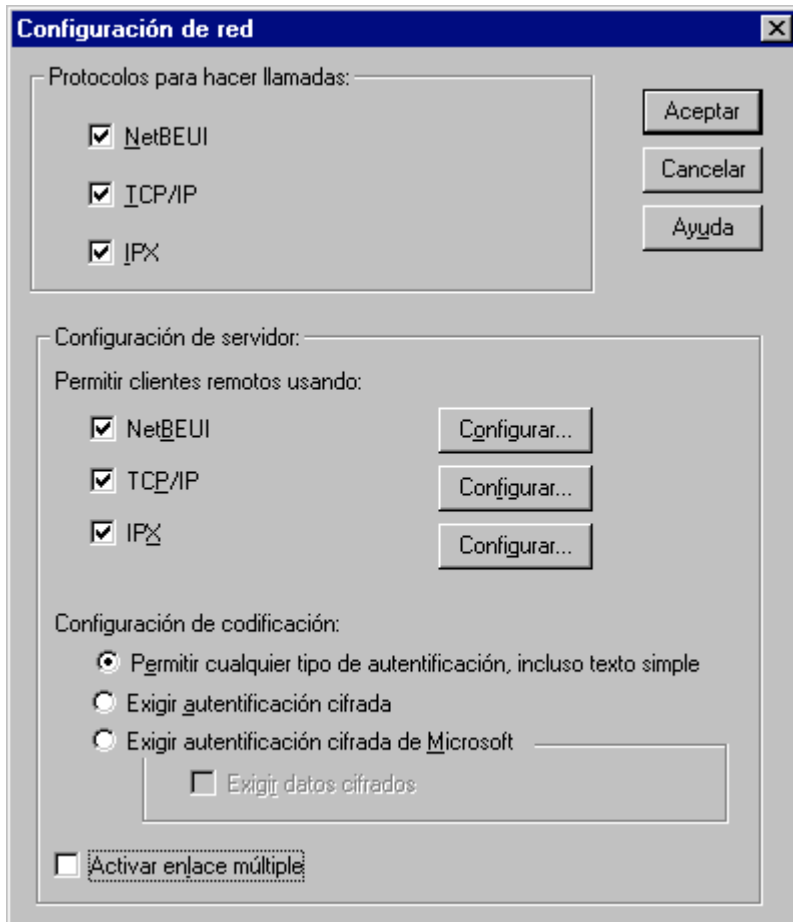 Configuración de red
Protocolos para hacer llamadas:
NetBEUI
TCP/IP
IPX
Aceptar
Cancelar
Ayuda
Configuración de servidor:
Permitir clientes remotos usando:
NetBEUI
Configurar...
TCP/IP
Configurar...
IPX
Configurar...
Configuración de codificación:
Permitir cualquier tipo de autentificación, incluso texto simple
Exigir autentificación cifrada
Exigir autentificación cifrada de Microsoft
Exigir datos cifrados
Activar enlace múltiple